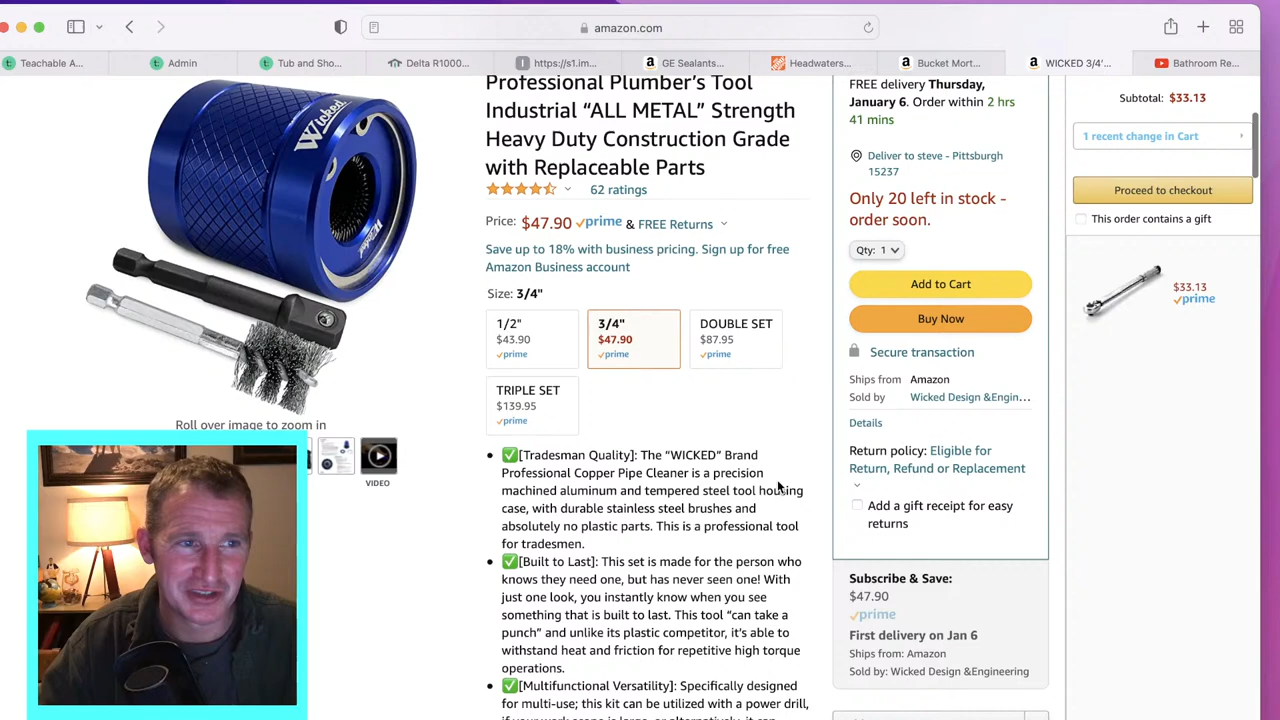 amazon.com
Teachable A...
Admin
Tub and Sho...
Delta R1000...
https://s1.im...
GE Sealants...
Headwaters...
Bucket Mort...
WICKED 3/4'...
Bathroom Re...
Wicked
Wicked
Roll over image to zoom in
VIDEO
Professional Plumber’s Tool
Industrial “ALL METAL” Strength
Heavy Duty Construction Grade
with Replaceable Parts
62 ratings
Price: $47.90 prime & FREE Returns
Save up to 18% with business pricing. Sign up for free
Amazon Business account
Size: 3/4"
1/2"
$43.90
prime
3/4"
$47.90
prime
DOUBLE SET
$87.95
prime
TRIPLE SET
$139.95
prime
[Tradesman Quality]: The “WICKED” Brand
Professional Copper Pipe Cleaner is a precision
machined aluminum and tempered steel tool housing
case, with durable stainless steel brushes and
absolutely no plastic parts. This is a professional tool
for tradesmen.
[Built to Last]: This set is made for the person who
knows they need one, but has never seen one! With
just one look, you instantly know when you see
something that is built to last. This tool “can take a
punch” and unlike its plastic competitor, it’s able to
withstand heat and friction for repetitive high torque
operations.
[Multifunctional Versatility]: Specifically designed
for multi-use; this kit can be utilized with a power drill,
FREE delivery Thursday,
January 6. Order within 2 hrs
41 mins
Deliver to steve - Pittsburgh
15237
Only 20 left in stock -
order soon.
Qty: 1
Add to Cart
Buy Now
Secure transaction
Ships from Amazon
Sold by Wicked Design &Engin...
Details
Return policy: Eligible for
Return, Refund or Replacement
Add a gift receipt for easy
returns
Subscribe & Save:
$47.90
prime
First delivery on Jan 6
Ships from: Amazon
Sold by: Wicked Design &Engineering
Subtotal: $33.13
1 recent change in Cart
Proceed to checkout
This order contains a gift
$33.13
prime